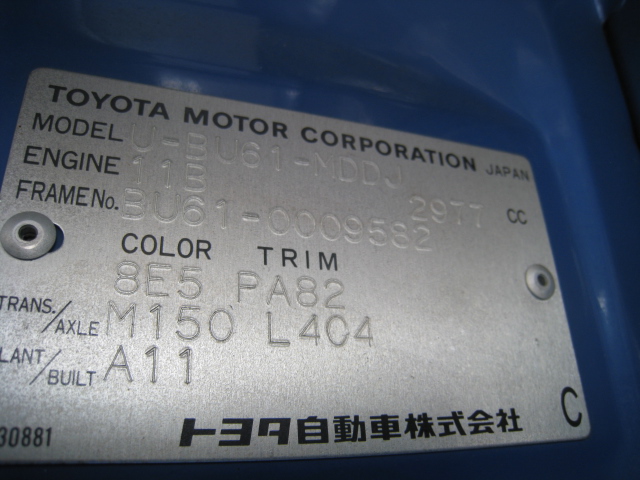 TOYOTA MOTOR CORPORATION JAPAN
MODEL U-BU61-MDDJ
ENGINE 11B 2977 CC
FRAME No. BU61-0009582
COLOR TRIM
8E5 PA82
TRANS./AXLE M150 L404
LANT/BUILT A11
30881 トヨタ自動車株式会社 C